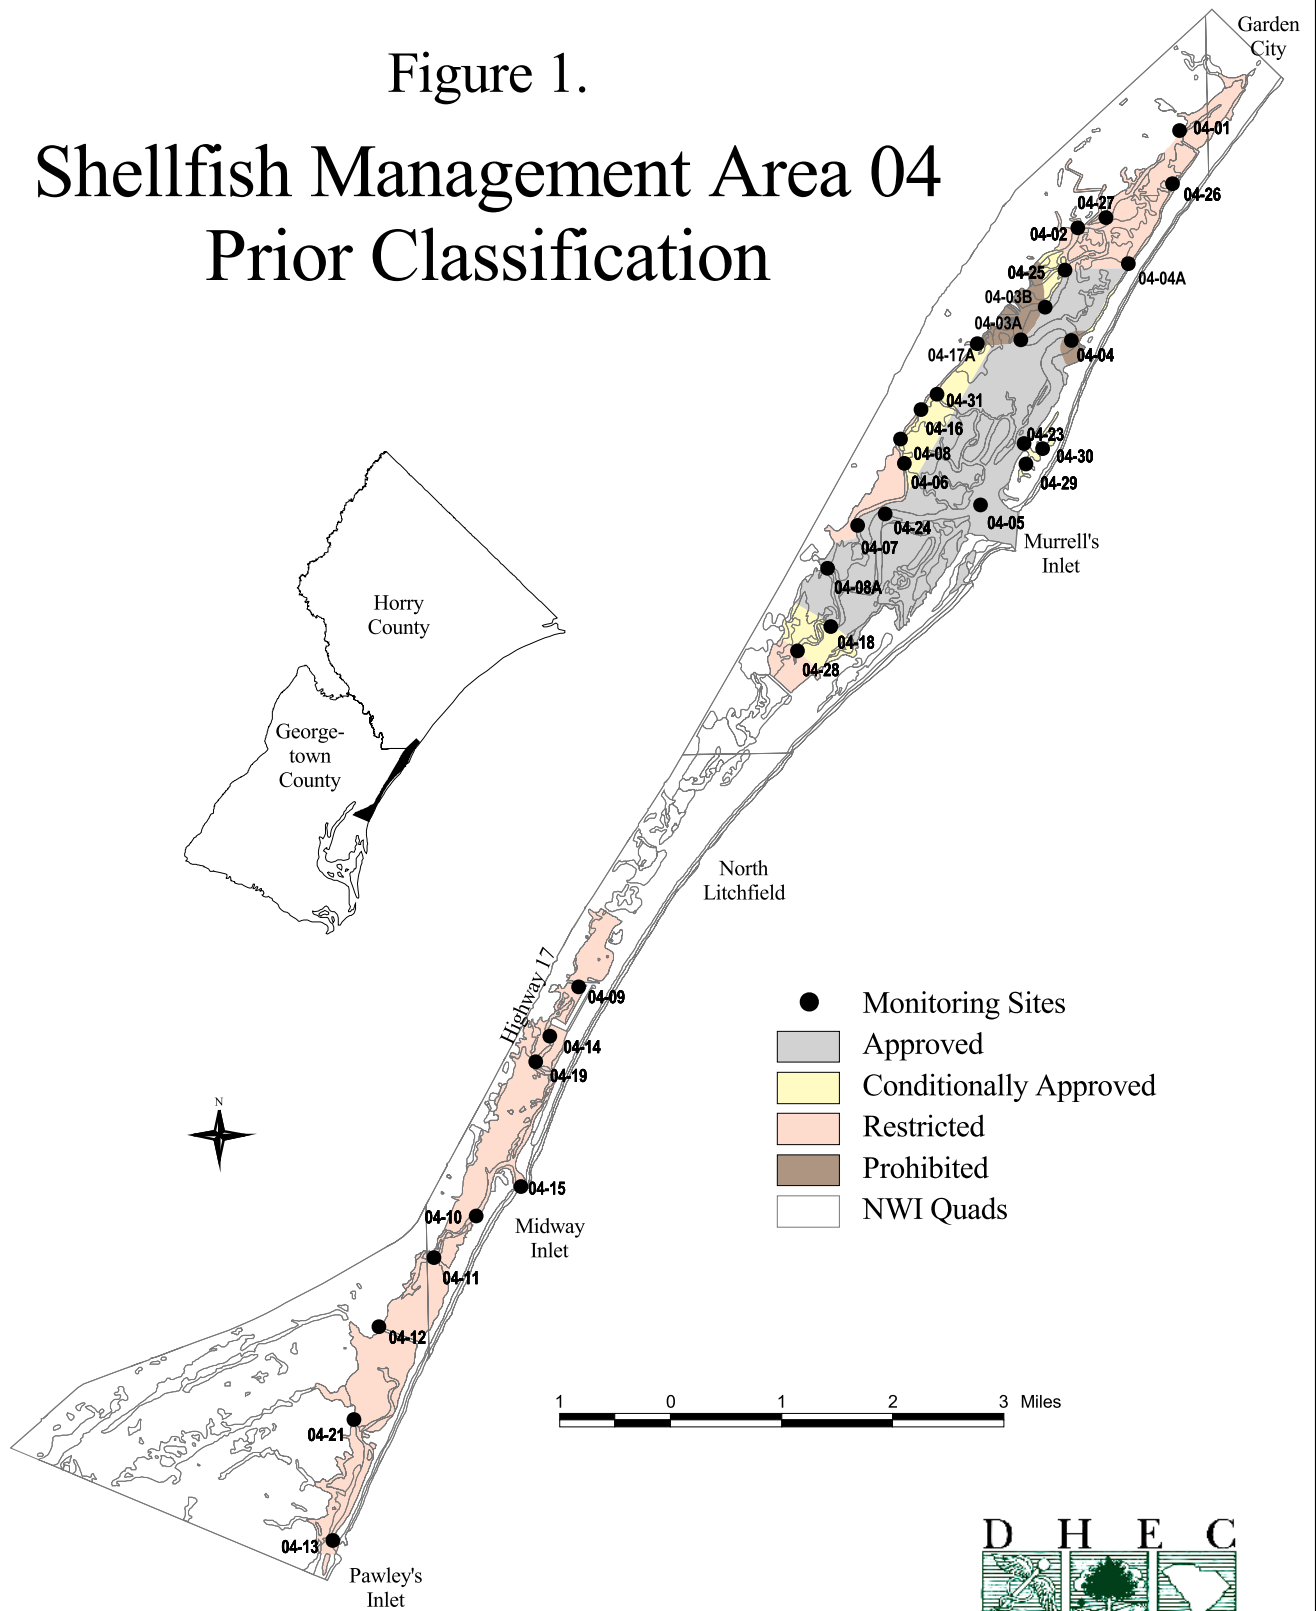 Figure 1.
Shellfish Management Area 04
Prior Classification
Garden
City
04-01
04-26
04-27
04-02
04-25
04-04A
04-03B
04-03A
04-17A
04-04
04-31
04-16
04-23
04-08
04-30
04-06
04-29
04-05
04-24
Murrell's
Inlet
04-07
04-08A
04-18
04-28
Horry
County
George-
town
County
North
Litchfield
Highway 17
04-09
04-14
04-19
04-15
04-10
Midway
Inlet
04-11
04-12
04-21
04-13
Pawley's
Inlet
N
Monitoring Sites
Approved
Conditionally Approved
Restricted
Prohibited
NWI Quads
1 0 1 2 3 Miles
D H E C